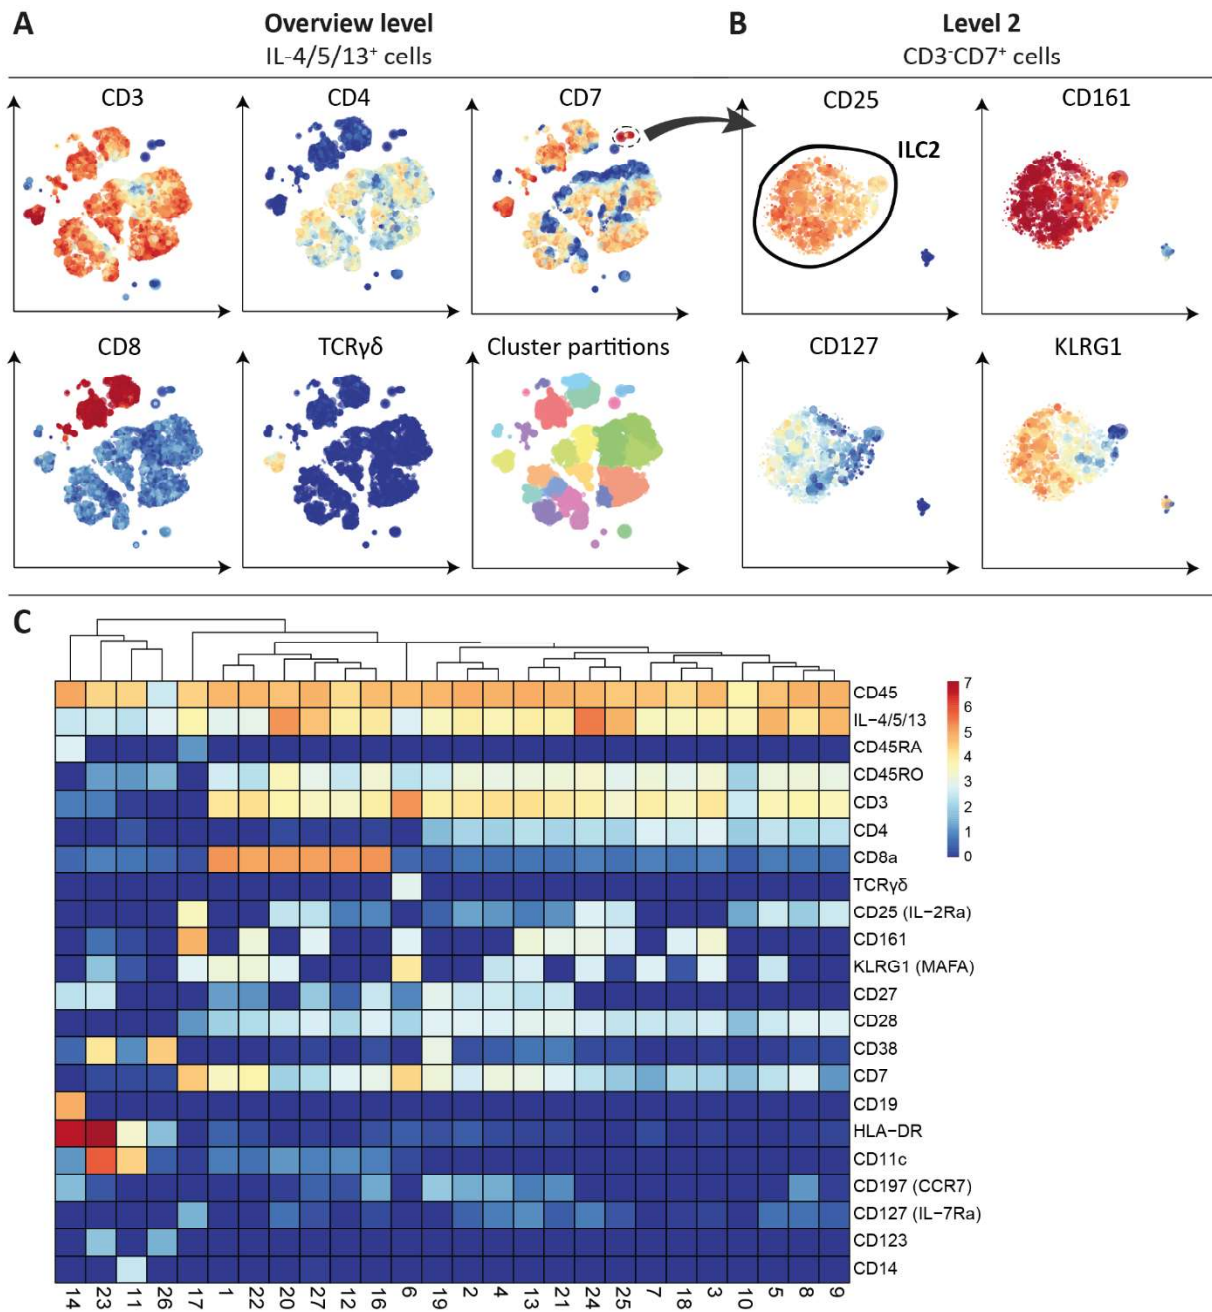 A
Overview level
IL-4/5/13+ cells
B
Level 2
CD3-CD7+ cells
CD3
CD4
CD7
CD25
CD161
ILC2
CD8
TCRγδ
Cluster partitions
CD127
KLRG1
C
CD45
IL−4/5/13
CD45RA
CD45RO
CD3
CD4
CD8a
TCRγδ
CD25 (IL−2Ra)
CD161
KLRG1 (MAFA)
CD27
CD28
CD38
CD7
CD19
HLA−DR
CD11c
CD197 (CCR7)
CD127 (IL−7Ra)
CD123
CD14
7
6
5
4
3
2
1
0
14 23 11 26 17 1 22 20 27 12 16 6 19 2 4 13 21 24 25 7 18 3 10 5 8 9